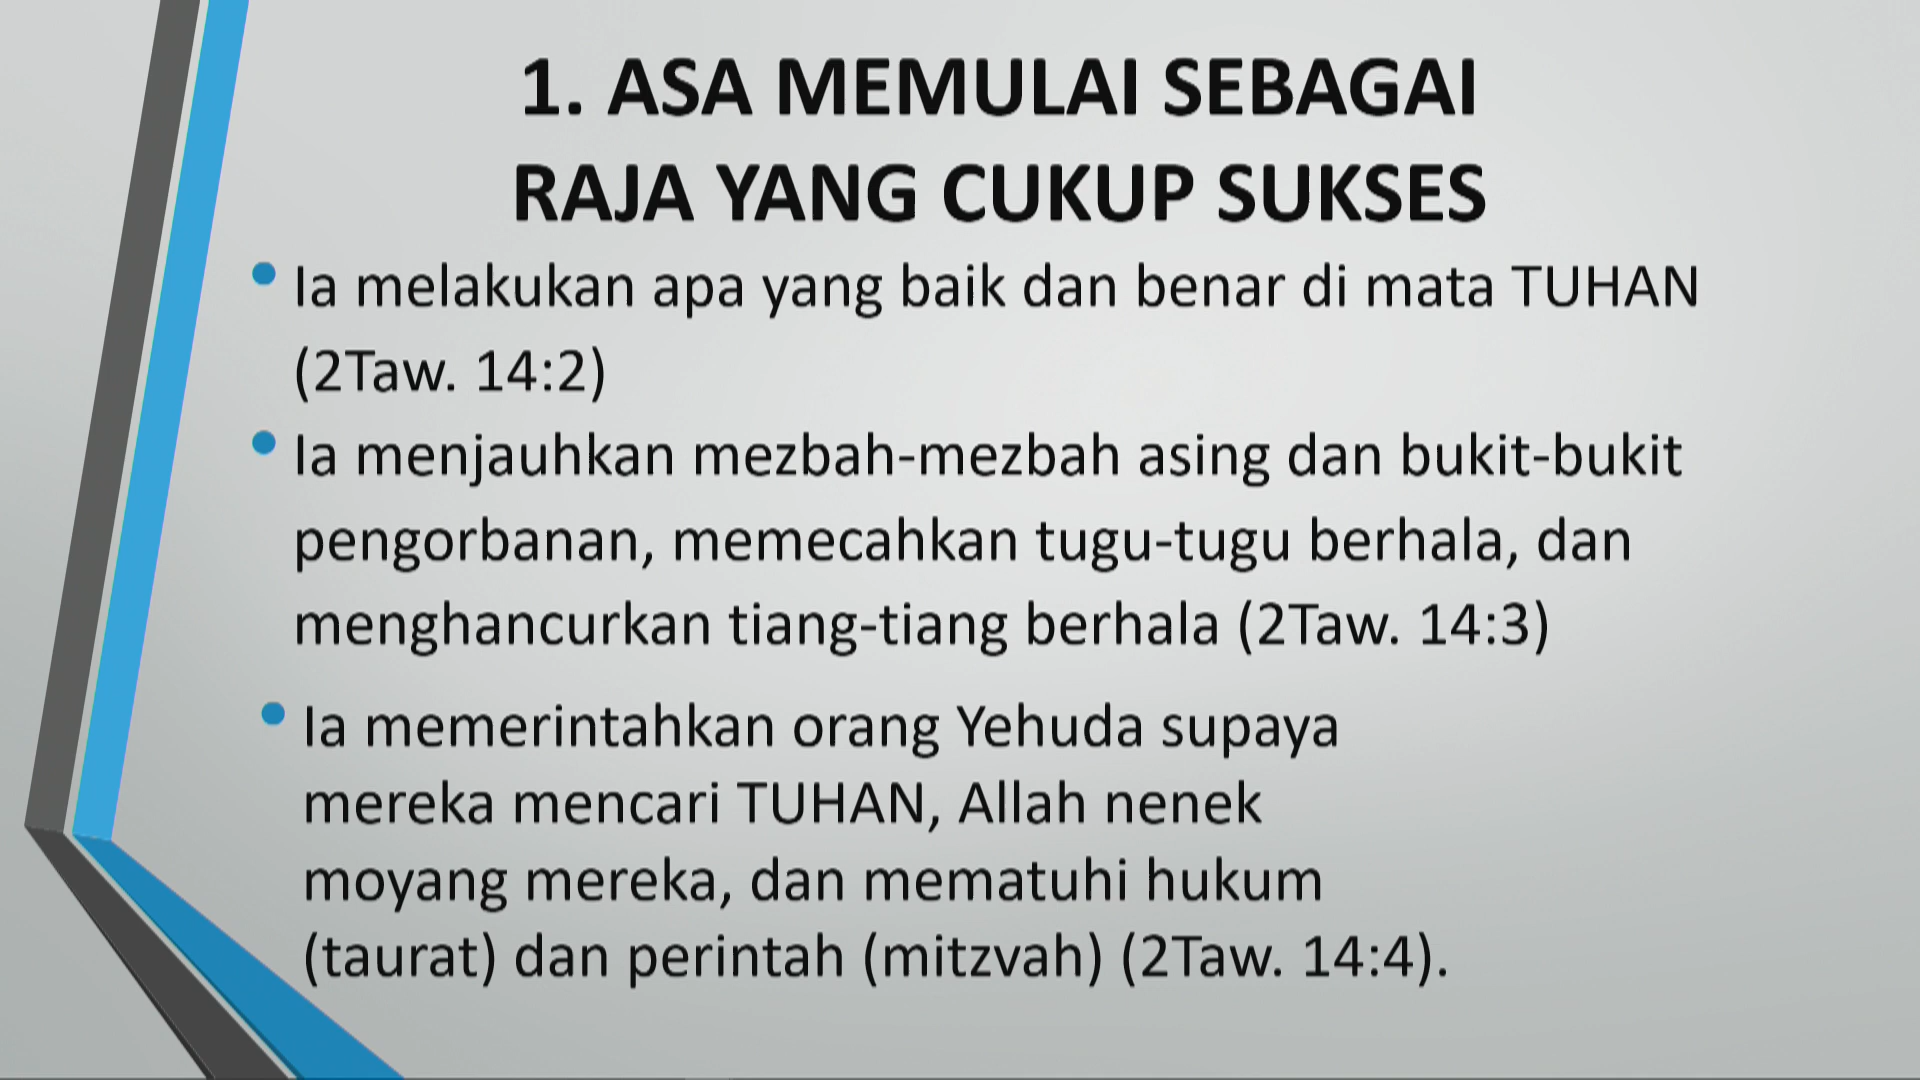 1. ASA MEMULAI SEBAGAI
RAJA YANG CUKUP SUKSES
• Ia melakukan apa yang baik dan benar di mata TUHAN
(2Taw. 14:2)
• Ia menjauhkan mezbah-mezbah asing dan bukit-bukit
pengorbanan, memecahkan tugu-tugu berhala, dan
menghancurkan tiang-tiang berhala (2Taw. 14:3)
• Ia memerintahkan orang Yehuda supaya
mereka mencari TUHAN, Allah nenek
moyang mereka, dan mematuhi hukum
(taurat) dan perintah (mitzvah) (2Taw. 14:4).